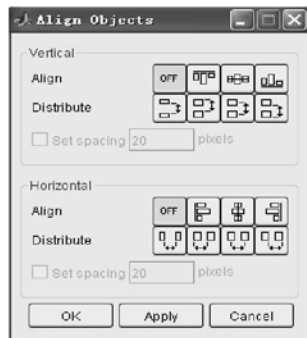 Align Objects
Vertical
Align OFF
Distribute
Set spacing 20 pixels
Horizontal
Align OFF
Distribute
Set spacing 20 pixels
OK Apply Cancel